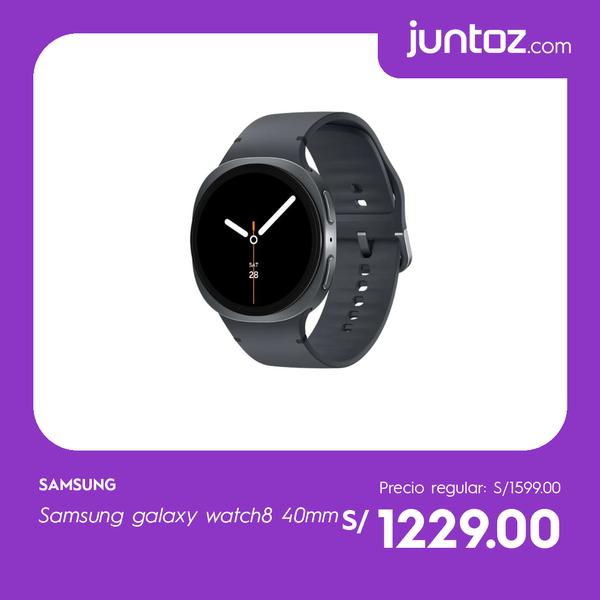 juntoz.com
SAT
28
SAMSUNG
Precio regular: S/1599.00
Samsung galaxy watch8 40mm
S/ 1229.00